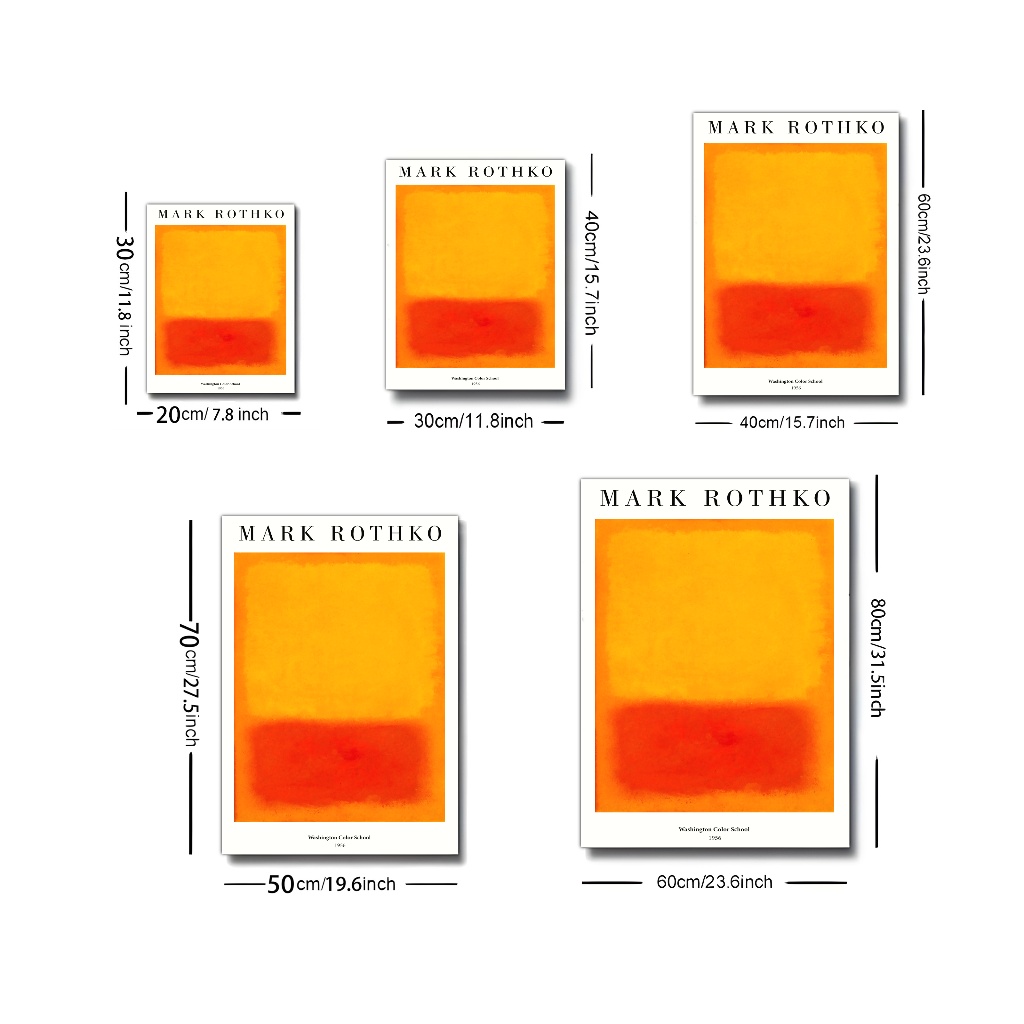 MARK ROTHKO
Washington Color School
1956
30cm/11.8 inch
20cm/ 7.8 inch
MARK ROTHKO
Washington Color School
1956
40cm/15.7inch
30cm/11.8inch
MARK ROTHKO
Washington Color School
1956
60cm/23.6inch
40cm/15.7inch
MARK ROTHKO
Washington Color School
1956
70cm/27.5inch
50cm/19.6inch
MARK ROTHKO
Washington Color School
1956
80cm/31.5inch
60cm/23.6inch